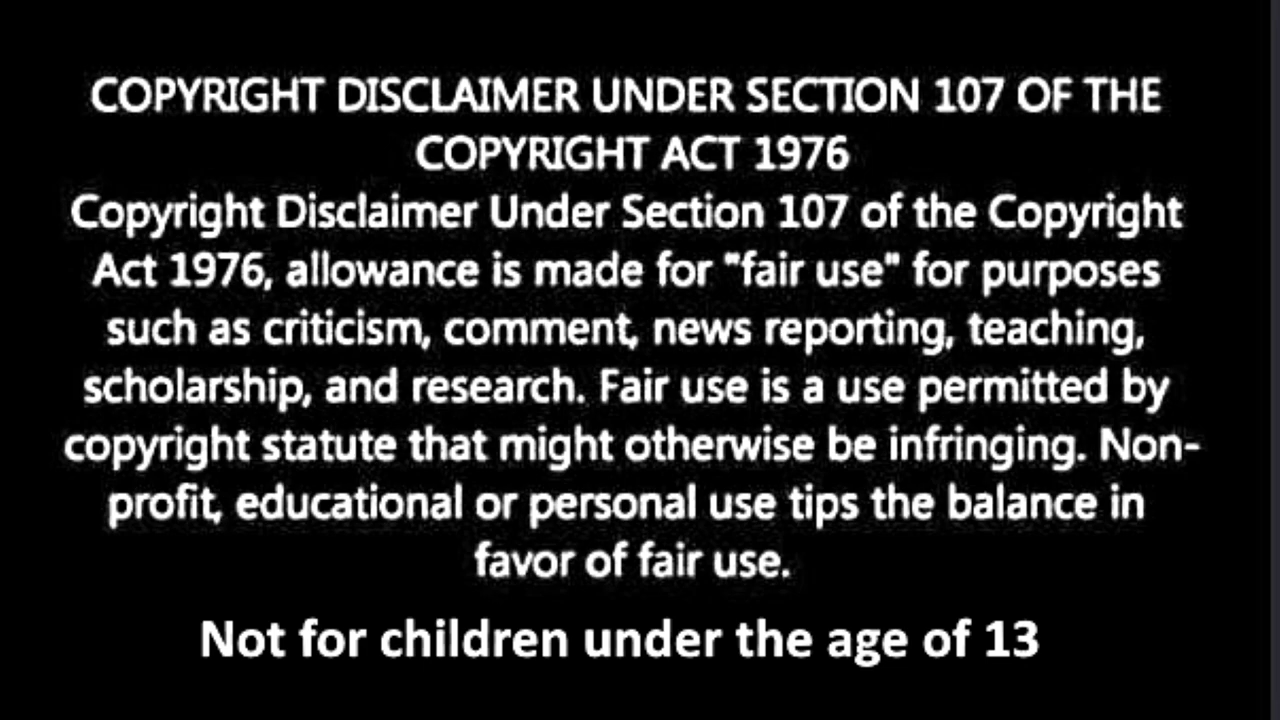 COPYRIGHT DISCLAIMER UNDER SECTION 107 OF THE
COPYRIGHT ACT 1976
Copyright Disclaimer Under Section 107 of the Copyright
Act 1976, allowance is made for "fair use" for purposes
such as criticism, comment, news reporting, teaching,
scholarship, and research. Fair use is a use permitted by
copyright statute that might otherwise be infringing. Non-
profit, educational or personal use tips the balance in
favor of fair use.
Not for children under the age of 13